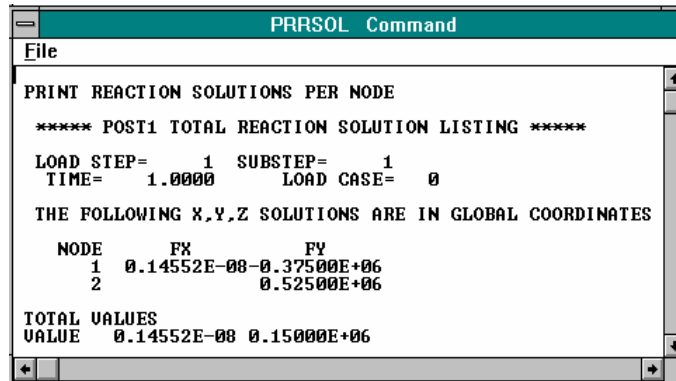 PRRSOL Command
File
PRINT REACTION SOLUTIONS PER NODE
***** POST1 TOTAL REACTION SOLUTION LISTING *****
LOAD STEP= 1 SUBSTEP= 1
TIME= 1.0000 LOAD CASE= 0
THE FOLLOWING X,Y,Z SOLUTIONS ARE IN GLOBAL COORDINATES
NODE FX FY
1 0.14552E-08-0.37500E+06
2 0.52500E+06
TOTAL VALUES
VALUE 0.14552E-08 0.15000E+06